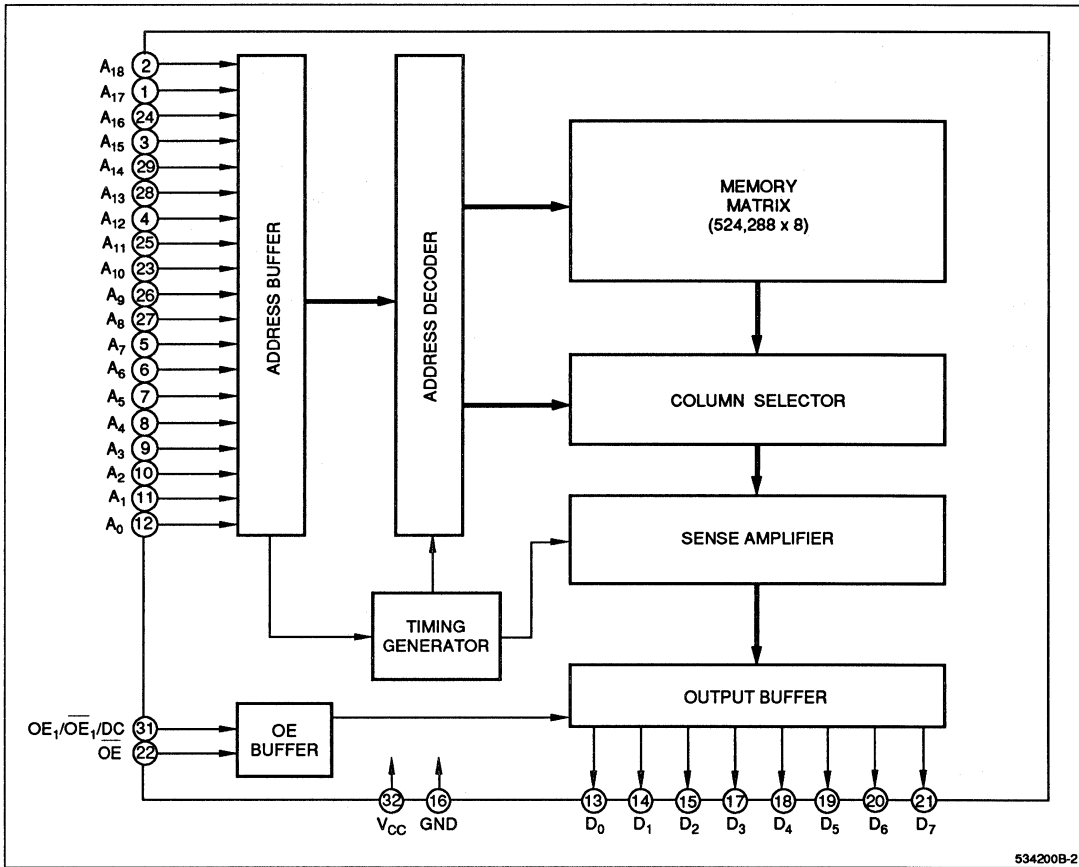 A18 2
A17 1
A16 24
A15 3
A14 29
A13 28
A12 4
A11 25
A10 23
A9 26
A8 27
A7 5
A6 6
A5 7
A4 8
A3 9
A2 10
A1 11
A0 12
ADDRESS BUFFER
ADDRESS DECODER
MEMORY
MATRIX
(524,288 x 8)
COLUMN SELECTOR
SENSE AMPLIFIER
TIMING
GENERATOR
OUTPUT BUFFER
OE1/O̅E̅1/DC 31
O̅E̅ 22
OE
BUFFER
32 16 13 14 15 17 18 19 20 21
VCC GND D0 D1 D2 D3 D4 D5 D6 D7
534200B-2